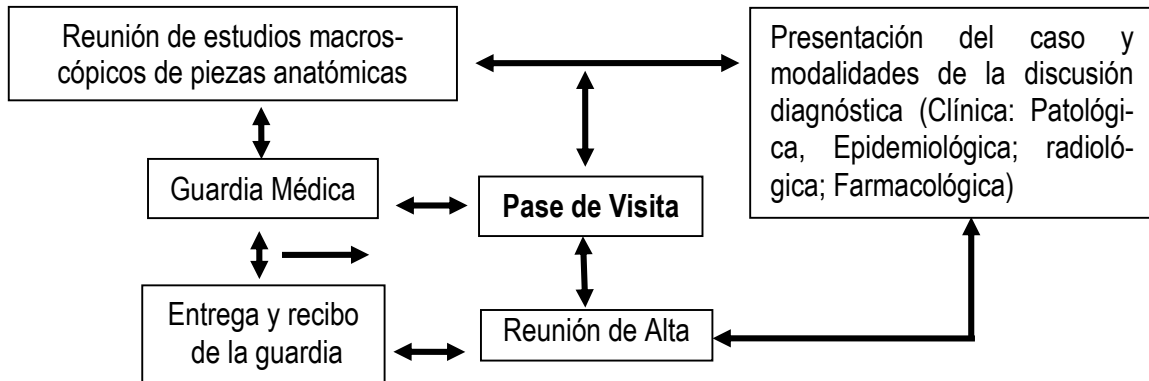 Reunión de estudios macros-
cópicos de piezas anatómicas
Presentación del caso y
modalidades de la discusión
diagnóstica (Clínica: Patológi-
ca, Epidemiológica; radioló-
gica; Farmacológica)
Guardia Médica
Pase de Visita
Entrega y recibo
de la guardia
Reunión de Alta